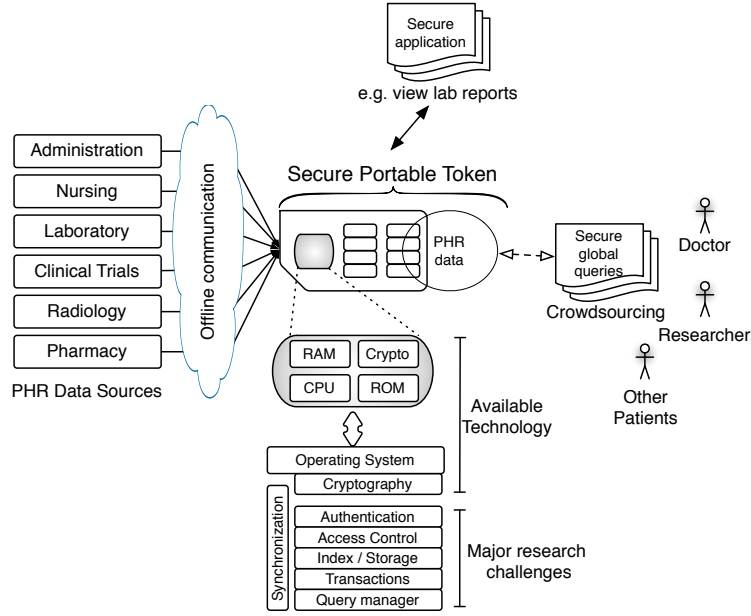 Secure
application
e.g. view lab reports
Administration
Nursing
Laboratory
Clinical Trials
Radiology
Pharmacy
PHR Data Sources
Offline communication
Secure Portable Token
PHR
data
Secure
global
queries
Crowdsourcing
Doctor
Researcher
Other
Patients
RAM
Crypto
CPU
ROM
Available
Technology
Operating System
Cryptography
Synchronization
Authentication
Access Control
Index / Storage
Transactions
Query manager
Major research
challenges